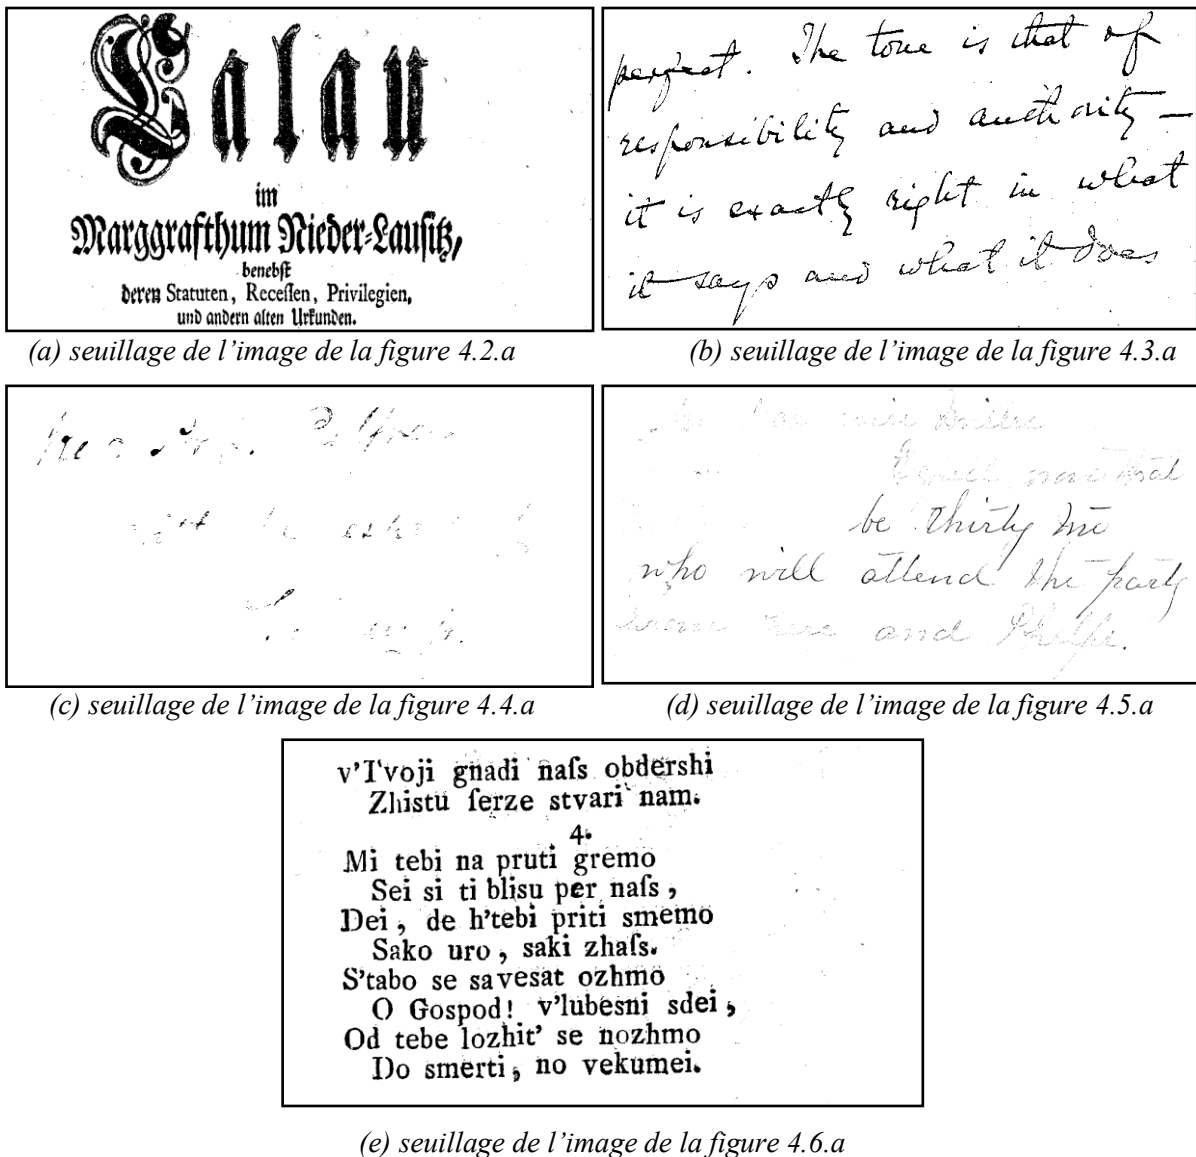 Calau
im
Marggrafthum Nieder-Lausitz,
benebst
deren Statuten, Recessen, Privilegien,
und andern alten Urkunden.
(a) seuillage de l'image de la figure 4.2.a
perfect. The tone is that of
responsibility and authority —
it is exactly right in what
it says and what it does
(b) seuillage de l'image de la figure 4.3.a
(c) seuillage de l'image de la figure 4.4.a
now that
be thirty
who will attend the party
and Phelps.
(d) seuillage de l'image de la figure 4.5.a
v'Tvoji gnadi naſs obdershi
Zhistu ſerze stvari nam.
4.
Mi tebi na pruti gremo
Sei si ti blisu per naſs ,
Dei , de h'tebi priti smemo
Sako uro , saki zhaſs.
S'tabo se savesat ozhmo
O Gospod! v'lubesni sdei ,
Od tebe lozhit' se nozhmo
Do smerti , no vekumei.
(e) seuillage de l'image de la figure 4.6.a